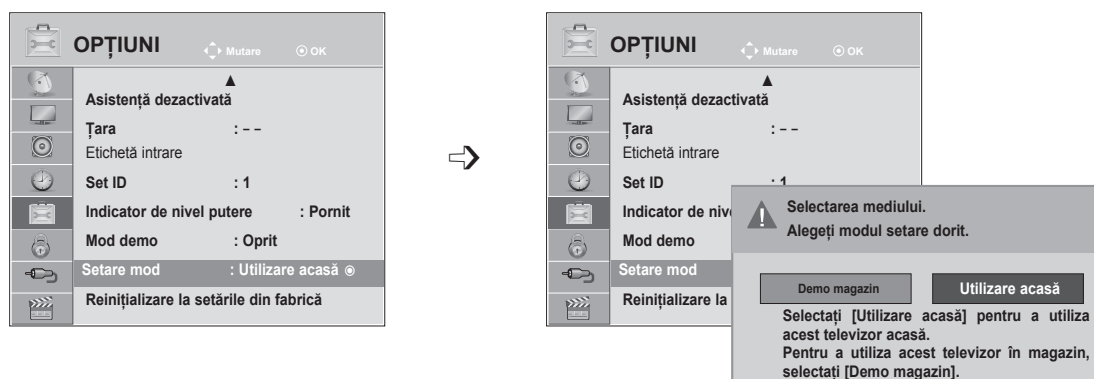 OPȚIUNI Mutare OK
▲
Asistență dezactivată
Țara : – –
Etichetă intrare
Set ID : 1
Indicator de nivel putere : Pornit
Mod demo : Oprit
Setare mod : Utilizare acasă
Reinițializare la setările din fabrică
OPȚIUNI Mutare OK
▲
Asistență dezactivată
Țara : – –
Etichetă intrare
Set ID : 1
Indicator de nive
Mod demo
Setare mod
Reinițializare la
Selectarea mediului.
Alegeți modul setare dorit.
Demo magazin Utilizare acasă
Selectați [Utilizare acasă] pentru a utiliza
acest televizor acasă.
Pentru a utiliza acest televizor în magazin,
selectați [Demo magazin].